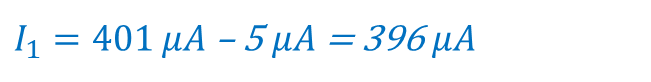 I₁ = 401 μA – 5 μA = 396 μA